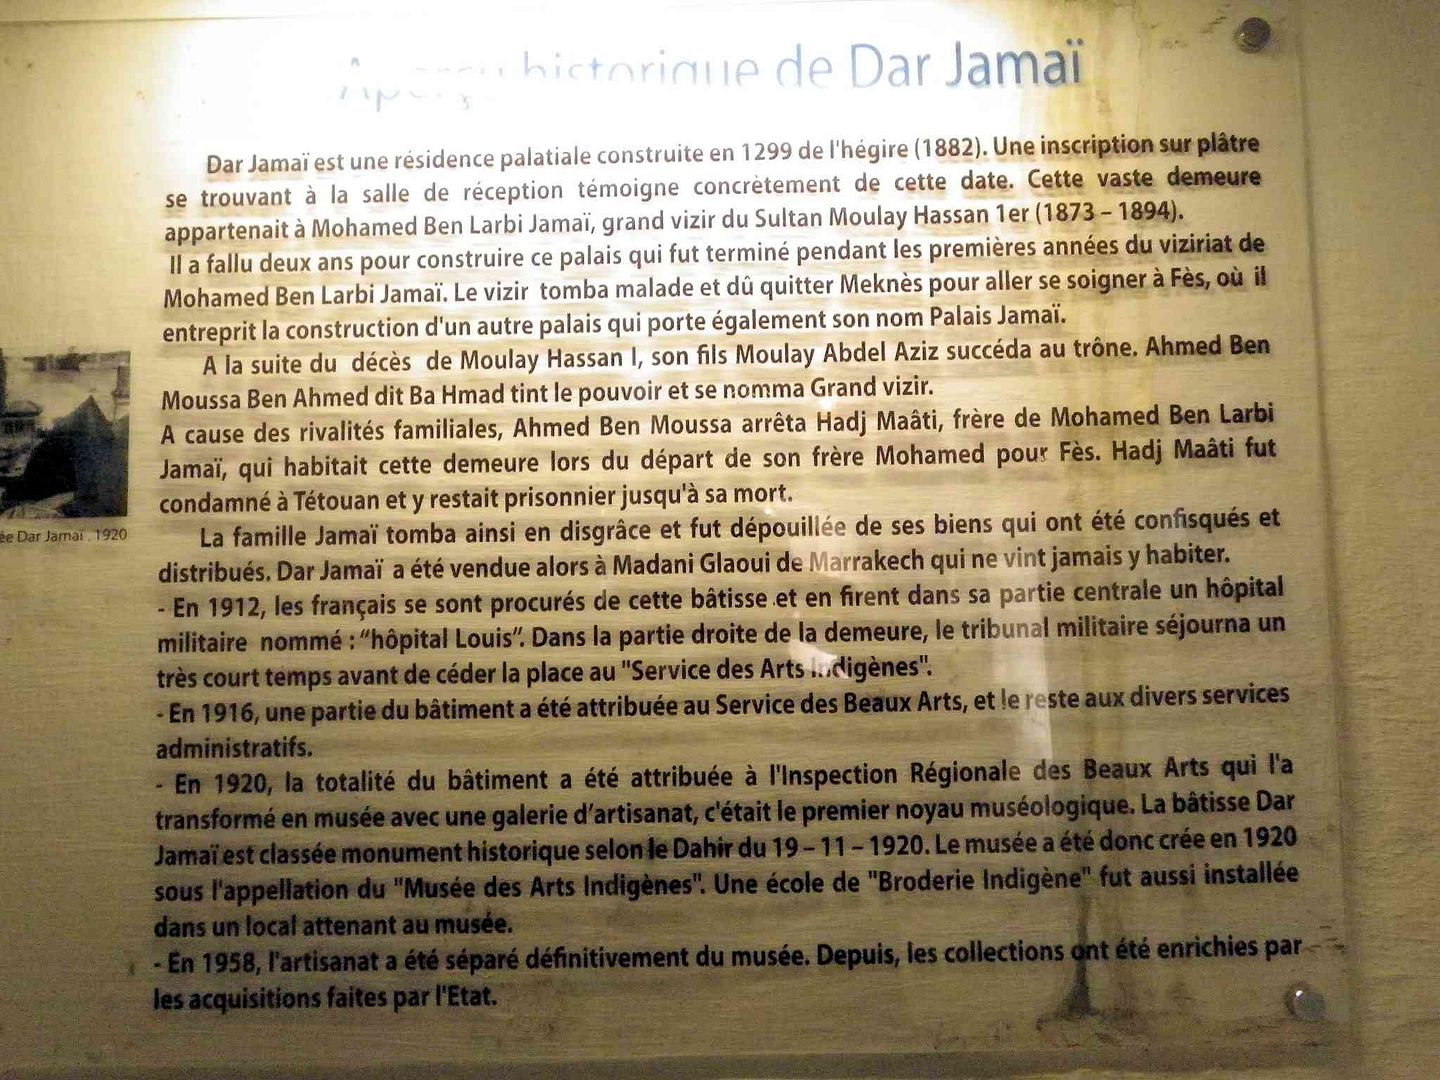 Aperçu historique de Dar Jamaï
Dar Jamaï est une résidence palatiale construite en 1299 de l'hégire (1882). Une inscription sur plâtre
se trouvant à la salle de réception témoigne concrètement de cette date. Cette vaste demeure
appartenait à Mohamed Ben Larbi Jamaï, grand vizir du Sultan Moulay Hassan 1er (1873 – 1894).
Il a fallu deux ans pour construire ce palais qui fut terminé pendant les premières années du viziriat de
Mohamed Ben Larbi Jamaï. Le vizir tomba malade et dû quitter Meknès pour aller se soigner à Fès, où il
entreprit la construction d'un autre palais qui porte également son nom Palais Jamaï.
A la suite du décès de Moulay Hassan I, son fils Moulay Abdel Aziz succéda au trône. Ahmed Ben
Moussa Ben Ahmed dit Ba Hmad tint le pouvoir et se nomma Grand vizir.
A cause des rivalités familiales, Ahmed Ben Moussa arrêta Hadj Maâti, frère de Mohamed Ben Larbi
Jamaï, qui habitait cette demeure lors du départ de son frère Mohamed pour Fès. Hadj Maâti fut
condamné à Tétouan et y restait prisonnier jusqu'à sa mort.
La famille Jamaï tomba ainsi en disgrâce et fut dépouillée de ses biens qui ont été confisqués et
distribués. Dar Jamaï a été vendue alors à Madani Glaoui de Marrakech qui ne vint jamais y habiter.
- En 1912, les français se sont procurés de cette bâtisse et en firent dans sa partie centrale un hôpital
militaire nommé : “hôpital Louis”. Dans la partie droite de la demeure, le tribunal militaire séjourna un
très court temps avant de céder la place au "Service des Arts Indigènes".
- En 1916, une partie du bâtiment a été attribuée au Service des Beaux Arts, et le reste aux divers services
administratifs.
- En 1920, la totalité du bâtiment a été attribuée à l'Inspection Régionale des Beaux Arts qui l'a
transformé en musée avec une galerie d’artisanat, c'était le premier noyau muséologique. La bâtisse Dar
Jamaï est classée monument historique selon le Dahir du 19 – 11 – 1920. Le musée a été donc crée en 1920
sous l'appellation du "Musée des Arts Indigènes". Une école de "Broderie Indigène" fut aussi installée
dans un local attenant au musée.
- En 1958, l'artisanat a été séparé définitivement du musée. Depuis, les collections ont été enrichies par
les acquisitions faites par l'Etat.
ée Dar Jamaï . 1920